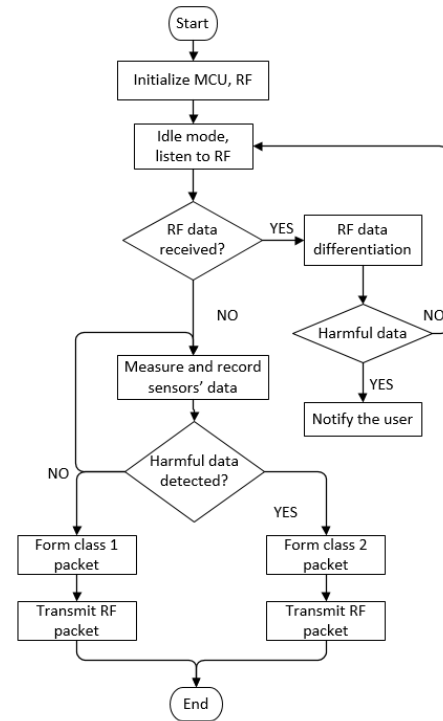 Start
Initialize MCU, RF
Idle mode,
listen to RF
RF data
received?
YES
RF data
differentiation
NO
Harmful data
NO
YES
Notify the user
Measure and record
sensors' data
Harmful data
detected?
NO
YES
Form class 1
packet
Form class 2
packet
Transmit RF
packet
Transmit RF
packet
End